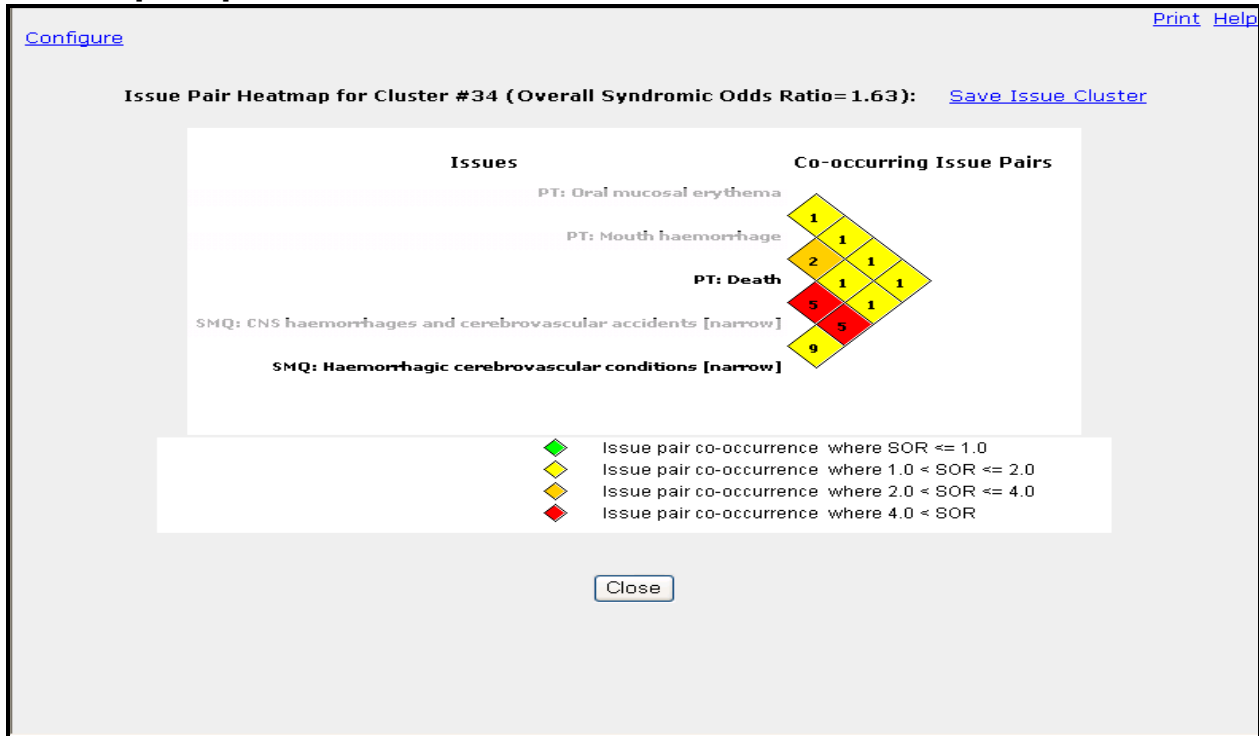 Print Help
Configure
Issue Pair Heatmap for Cluster #34 (Overall Syndromic Odds Ratio=1.63): Save Issue Cluster
Issues Co-occurring Issue Pairs
PT: Oral mucosal erythema
1
PT: Mouth haemorrhage 1
2 1
PT: Death 1 1
5 1
SMQ: CNS haemorrhages and cerebrovascular accidents [narrow] 5
9
SMQ: Haemorrhagic cerebrovascular conditions [narrow]
Issue pair co-occurrence where SOR <= 1.0
Issue pair co-occurrence where 1.0 < SOR <= 2.0
Issue pair co-occurrence where 2.0 < SOR <= 4.0
Issue pair co-occurrence where 4.0 < SOR
Close